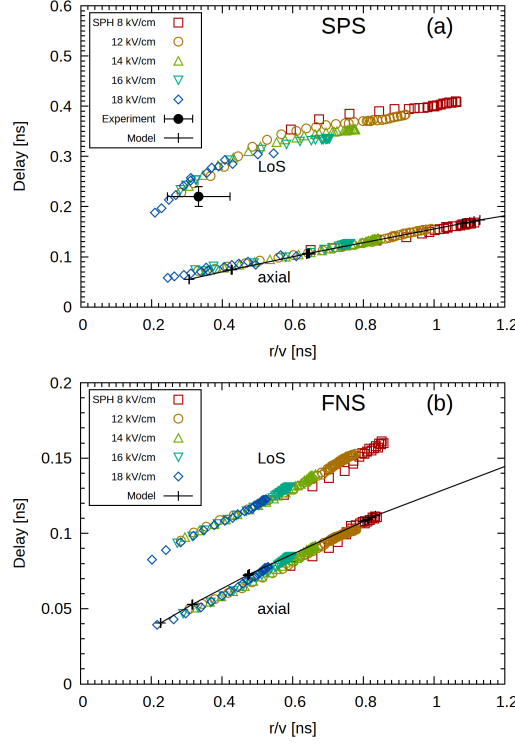 0.6
0.5
0.4
0.3
0.2
0.1
0
Delay [ns]
SPS
(a)
SPH 8 kV/cm
12 kV/cm
14 kV/cm
16 kV/cm
18 kV/cm
Experiment
Model
LoS
axial
0 0.2 0.4 0.6 0.8 1 1.2
r/v [ns]
0.2
0.15
0.1
0.05
0
Delay [ns]
FNS
(b)
SPH 8 kV/cm
12 kV/cm
14 kV/cm
16 kV/cm
18 kV/cm
Model
LoS
axial
0 0.2 0.4 0.6 0.8 1 1.2
r/v [ns]